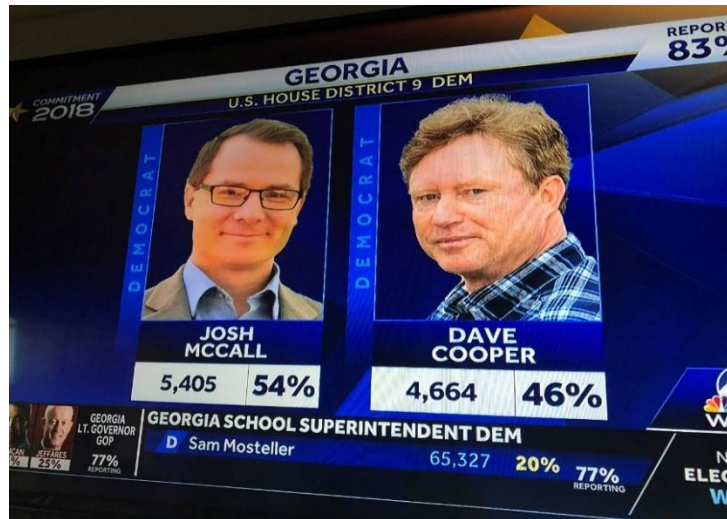 COMMITMENT
2018
GEORGIA
U.S. HOUSE DISTRICT 9 DEM
83%
DEMOCRAT
JOSH
MCCALL
5,405 54%
DEMOCRAT
DAVE
COOPER
4,664 46%
JEFFARES
25%
GEORGIA
LT. GOVERNOR
GOP
77%
REPORTING
GEORGIA SCHOOL SUPERINTENDENT DEM
D Sam Mosteller 65,327 20% 77%
REPORTING